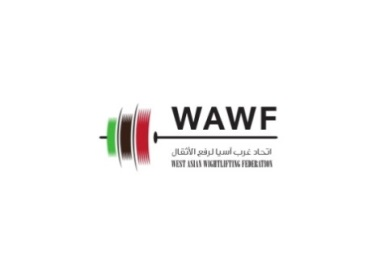 WAWF
اتحاد غرب آسيا لرفع الأثقال
WEST ASIAN WIGHTLIFTING FEDERATION